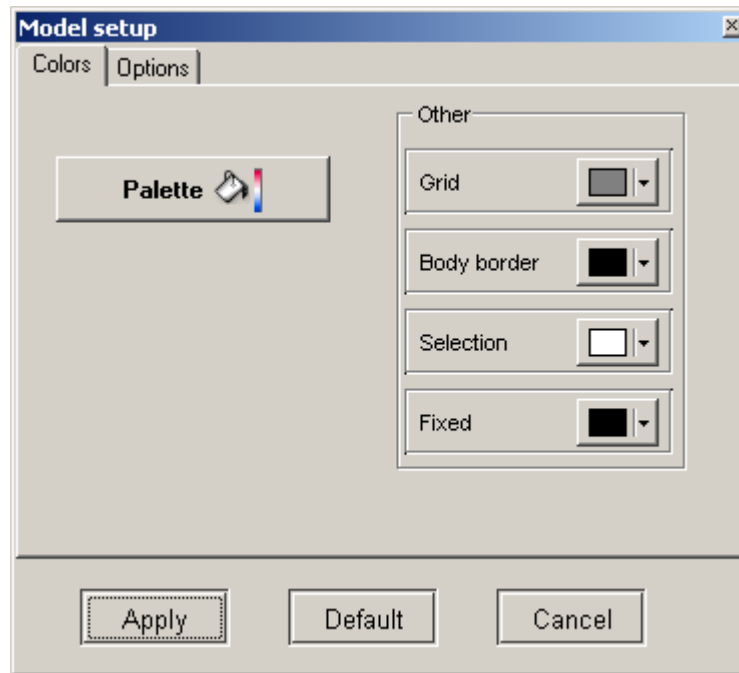 Model setup
Colors Options
Other
Palette
Grid
Body border
Selection
Fixed
Apply Default Cancel